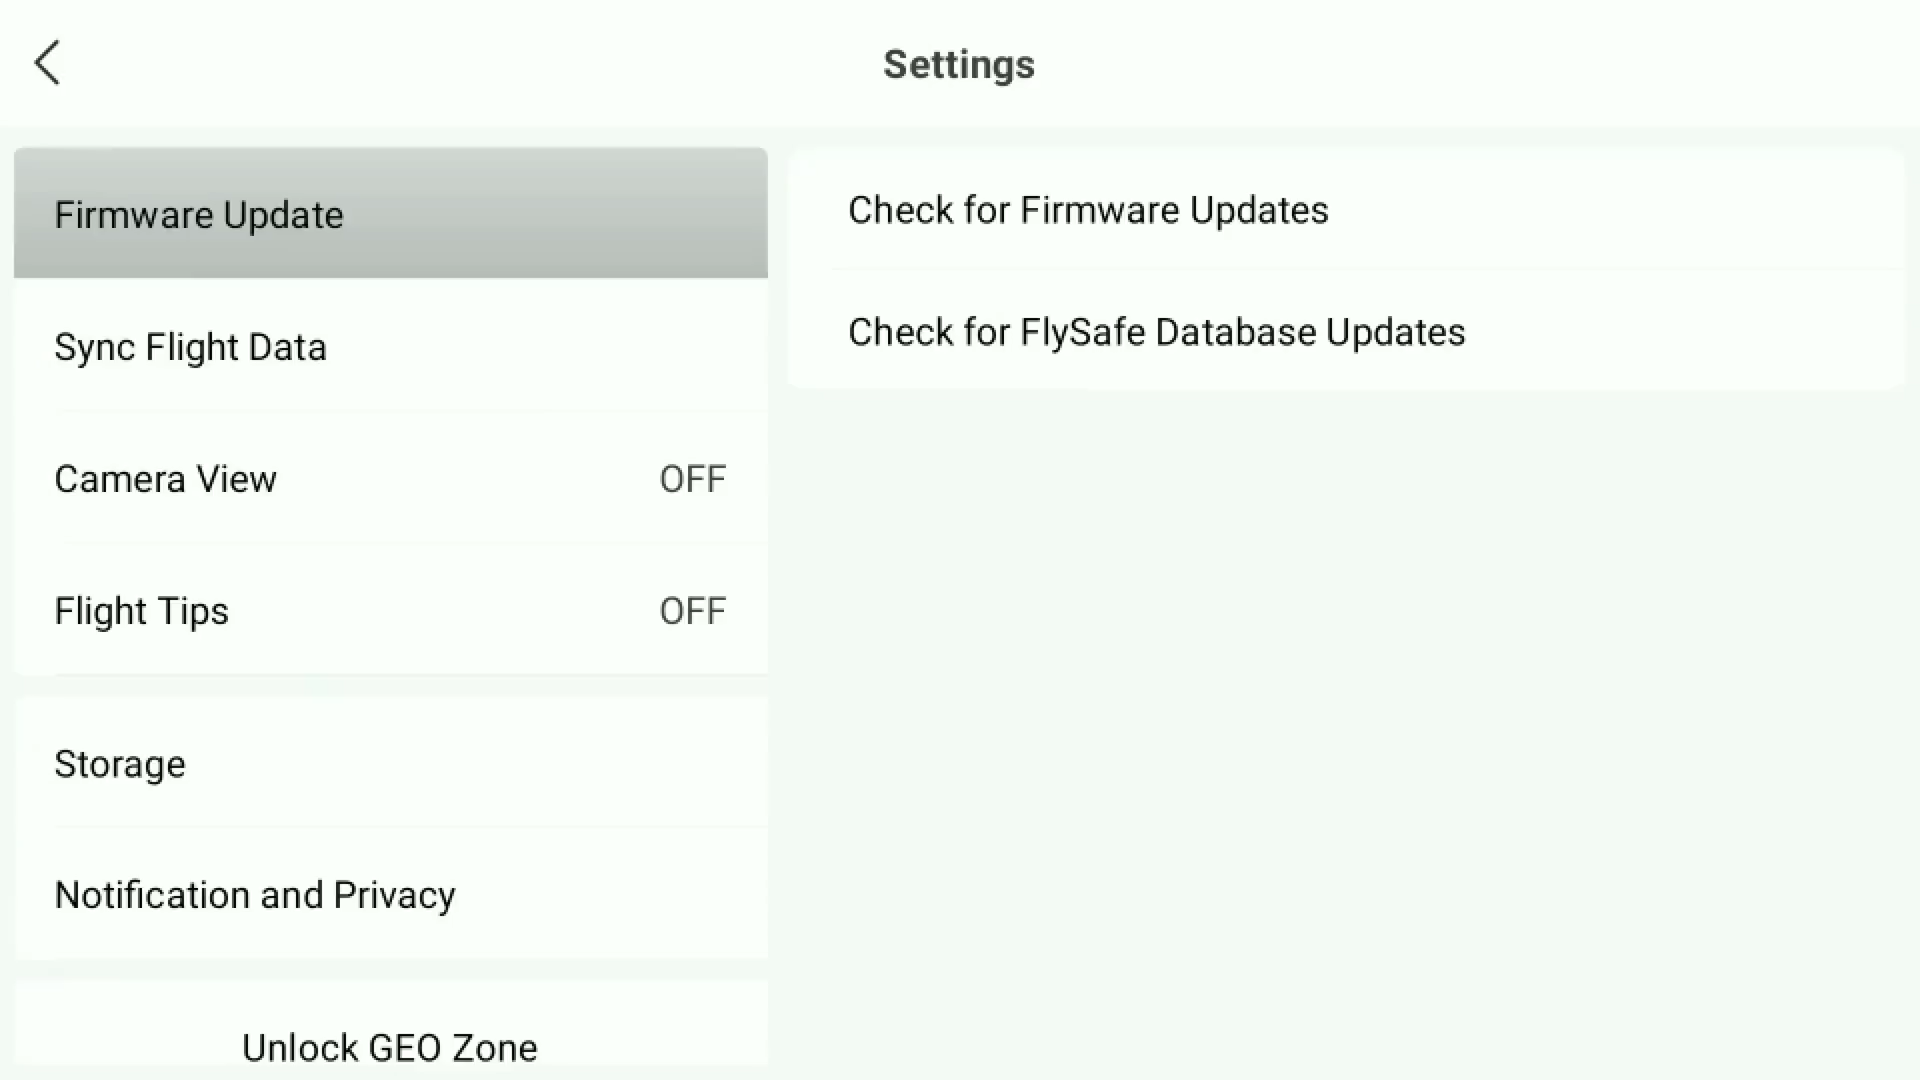 Settings
Firmware Update
Sync Flight Data
Camera View OFF
Flight Tips OFF
Storage
Notification and Privacy
Unlock GEO Zone
Check for Firmware Updates
Check for FlySafe Database Updates